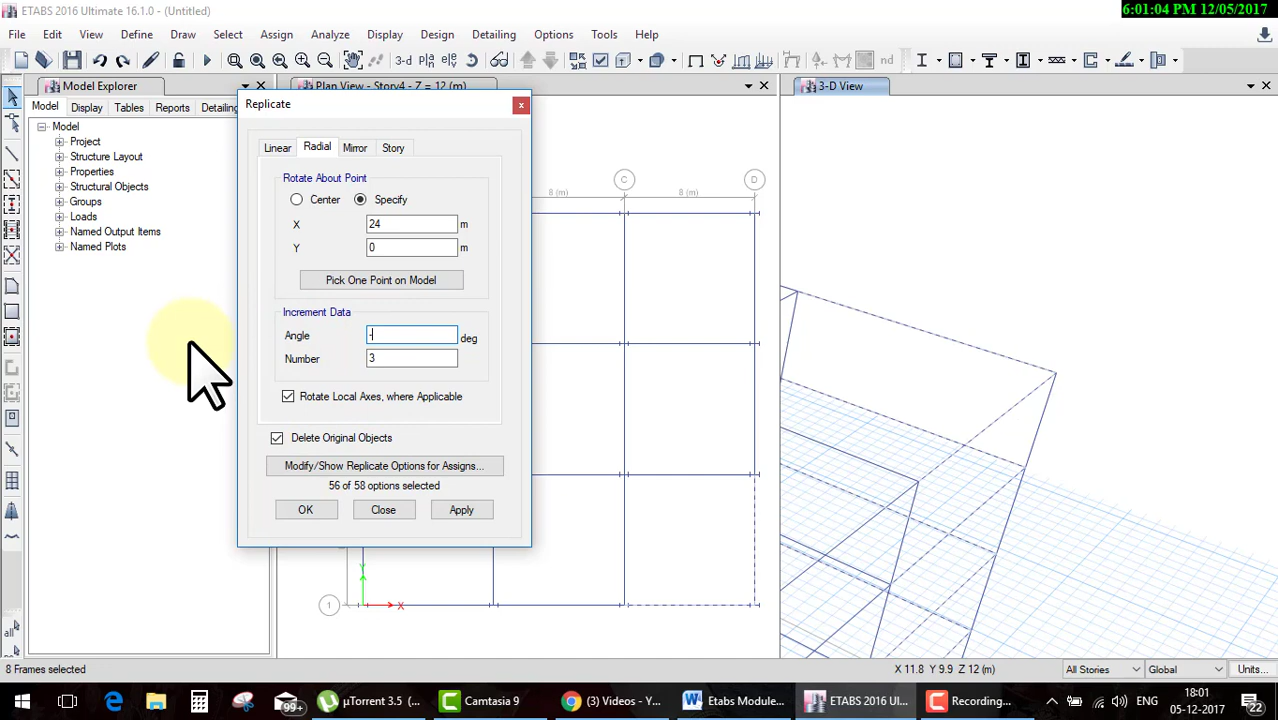 ETABS 2016 Ultimate 16.1.0 - (Untitled)
6:01:04 PM 12/05/2017
File Edit View Define Draw Select Assign Analyze Display Design Detailing Options Tools Help
3-d nd
Model Explorer
Plan View - Story4 - Z = 12 (m)
3-D View
Model Display Tables Reports Detailing
Model
Project
Structure Layout
Properties
Structural Objects
Groups
Loads
Named Output Items
Named Plots
Replicate
Linear Radial Mirror Story
Rotate About Point
Center Specify
X 24 m
Y 0 m
Pick One Point on Model
Increment Data
Angle - deg
Number 3
Rotate Local Axes, where Applicable
Delete Original Objects
Modify/Show Replicate Options for Assigns...
56 of 58 options selected
OK Close Apply
C D
8 (m) 8 (m)
Y
1 X
all
8 Frames selected
X 11.8 Y 9.9 Z 12 (m)
All Stories Global Units...
99+ µTorrent 3.5 (... Camtasia 9 (3) Videos - Y... Etabs Module... ETABS 2016 Ul... Recording... ENG 18:01
05-12-2017 22